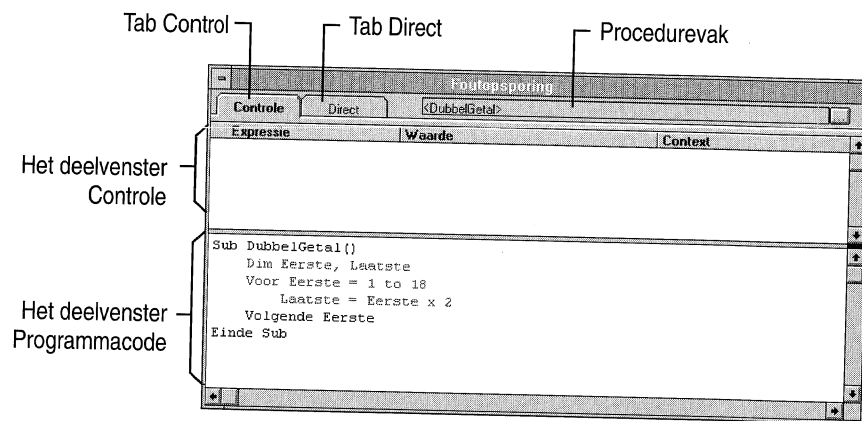 Tab Control
Tab Direct
Procedurevak
Foutopsporing
Controle
Direct
<DubbelGetal>
...
Expressie
Waarde
Context
Het deelvenster
Controle
Sub DubbelGetal()
Dim Eerste, Laatste
Voor Eerste = 1 to 18
Laatste = Eerste x 2
Volgende Eerste
Einde Sub
Het deelvenster
Programmacode